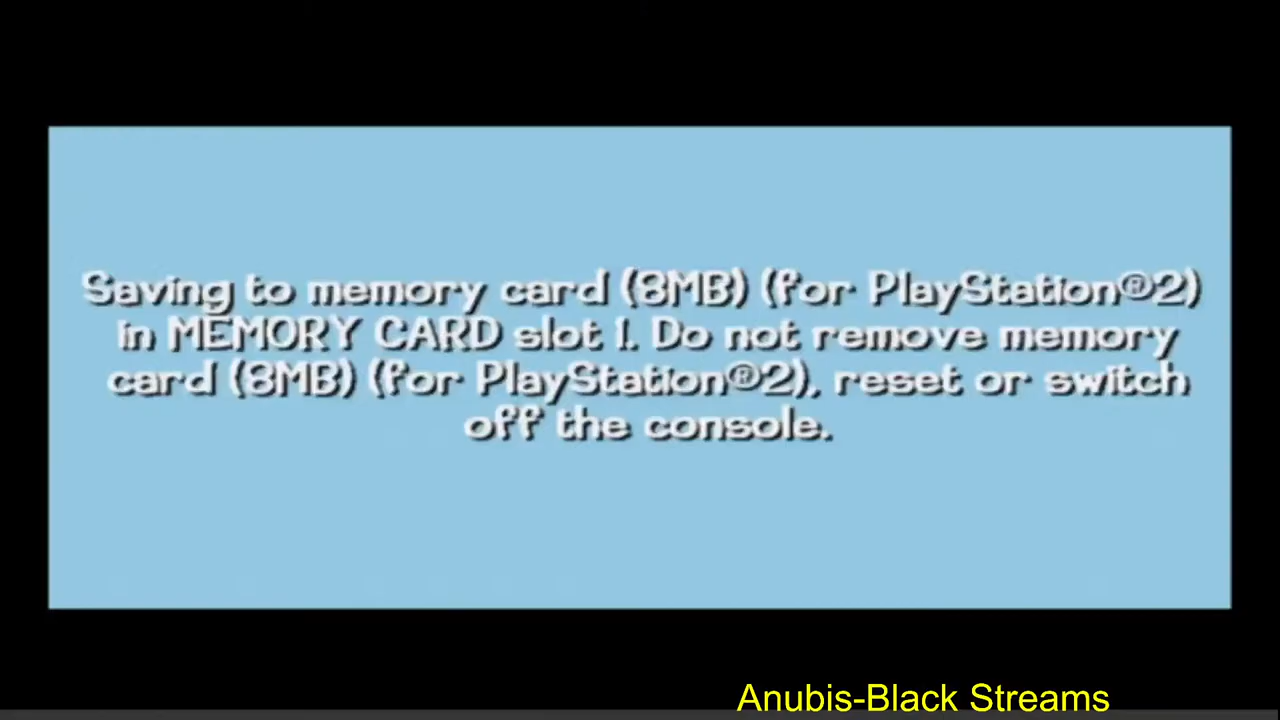 Saving to memory card (8MB) (for PlayStation®2)
in MEMORY CARD slot 1. Do not remove memory
card (8MB) (for PlayStation®2), reset or switch
off the console.
Anubis-Black Streams